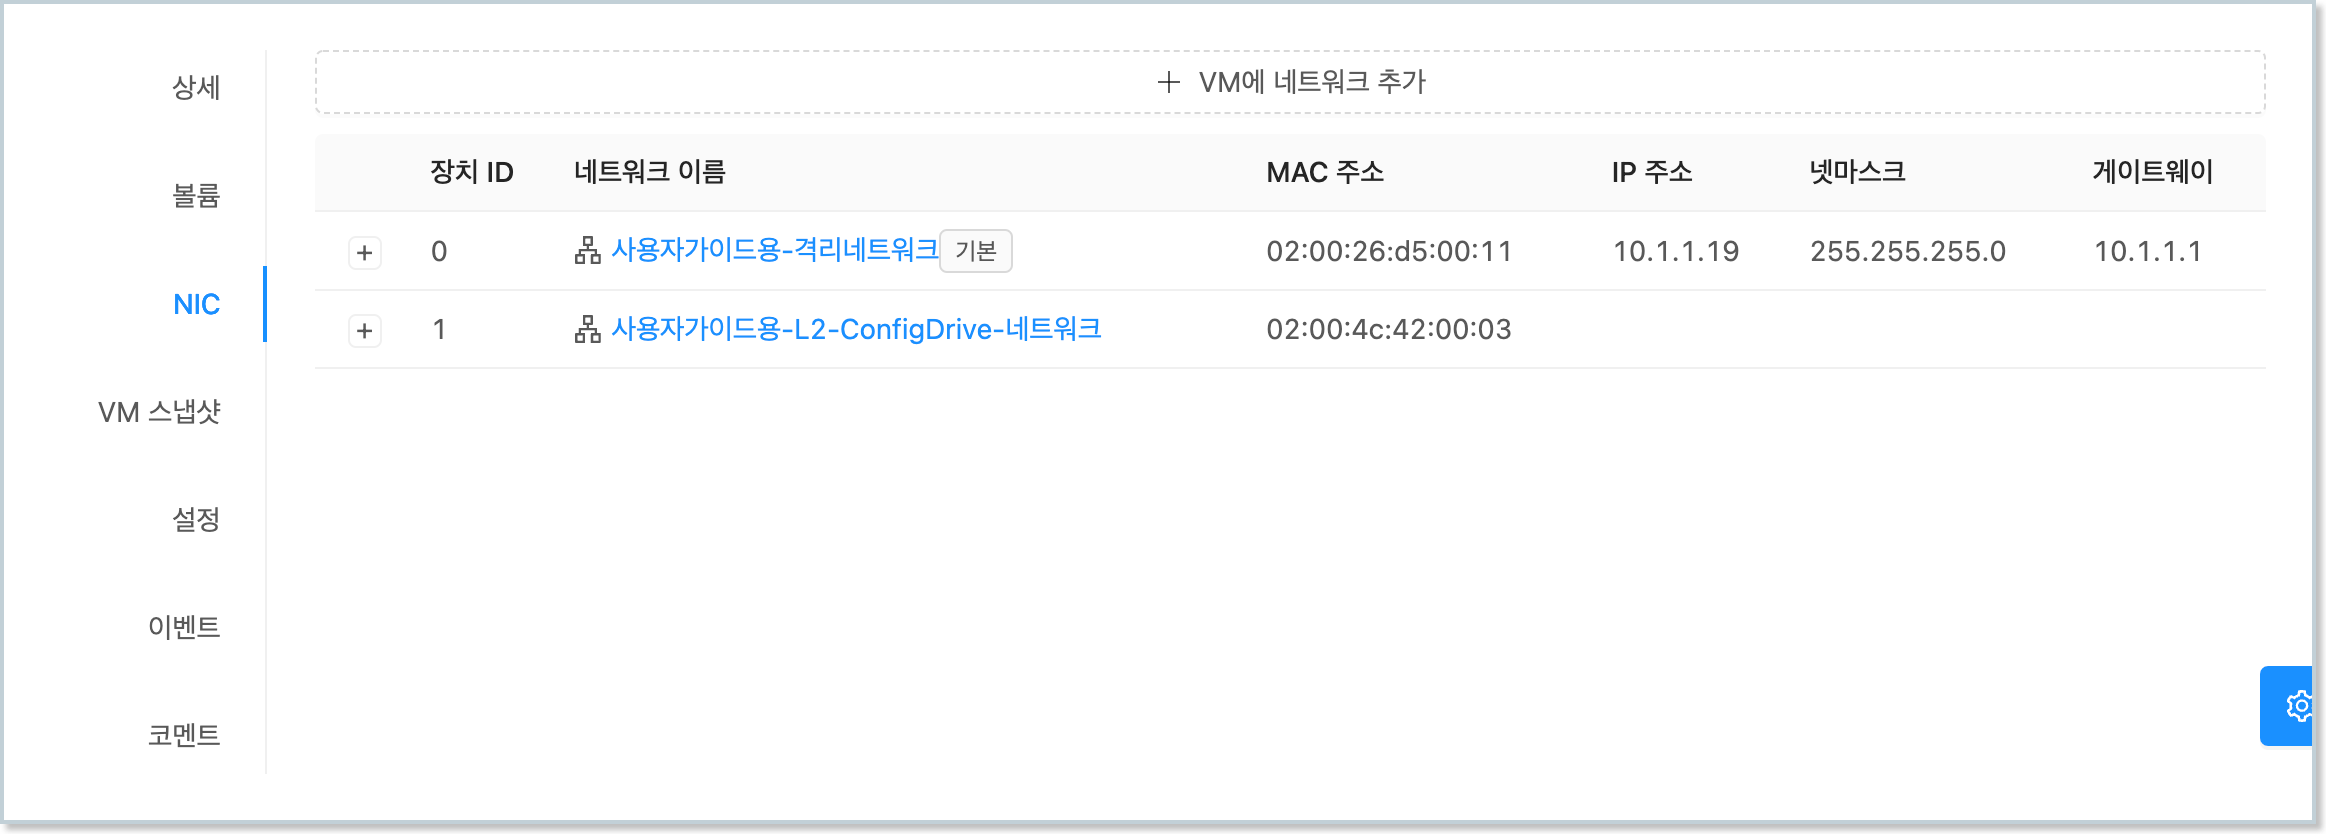 상세
볼륨
NIC
VM 스냅샷
설정
이벤트
코멘트
VM에 네트워크 추가
장치 ID 네트워크 이름 MAC 주소 IP 주소 넷마스크 게이트웨이
0 사용자가이드용-격리네트워크 기본 02:00:26:d5:00:11 10.1.1.19 255.255.255.0 10.1.1.1
1 사용자가이드용-L2-ConfigDrive-네트워크 02:00:4c:42:00:03